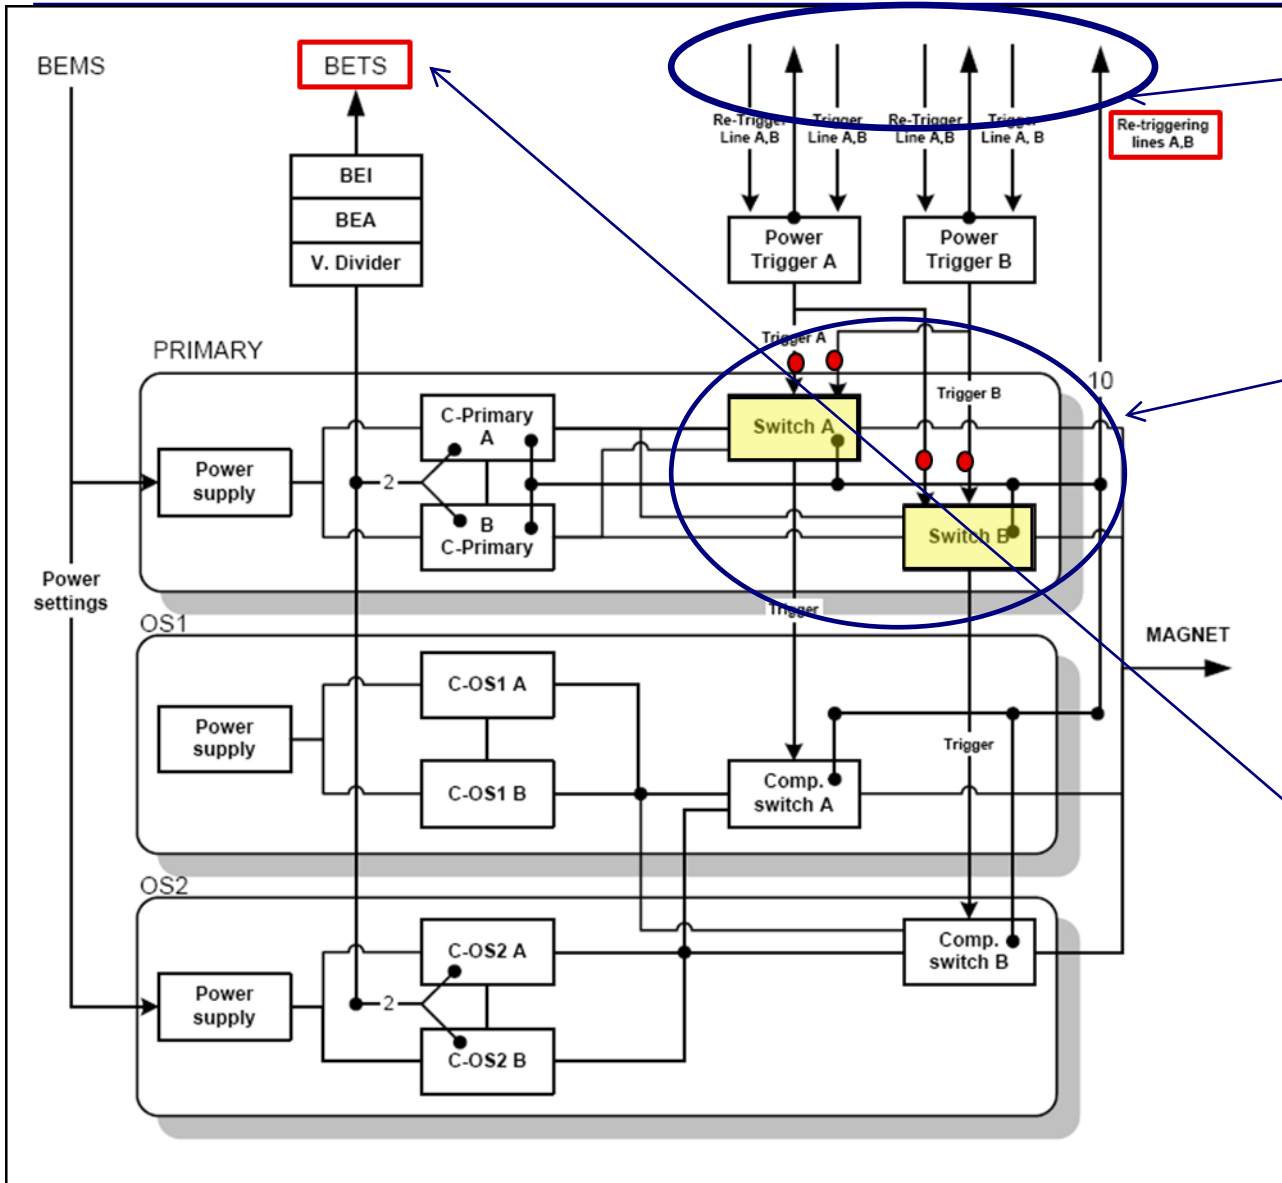 BEMS
BETS
BEI
BEA
V. Divider
Re-Trigger
Line A,B
Trigger
Line A,B
Re-Trigger
Line A,B
Trigger
Line A, B
Re-triggering
lines A,B
Power
Trigger A
Power
Trigger B
PRIMARY
Trigger A
Trigger B
10
C-Primary
A
Switch A
Power
supply
2
B
C-Primary
Switch B
Power
settings
Trigger
OS1
MAGNET
C-OS1 A
Power
supply
Trigger
C-OS1 B
Comp.
switch A
OS2
C-OS2 A
Comp.
switch B
Power
supply
2
C-OS2 B